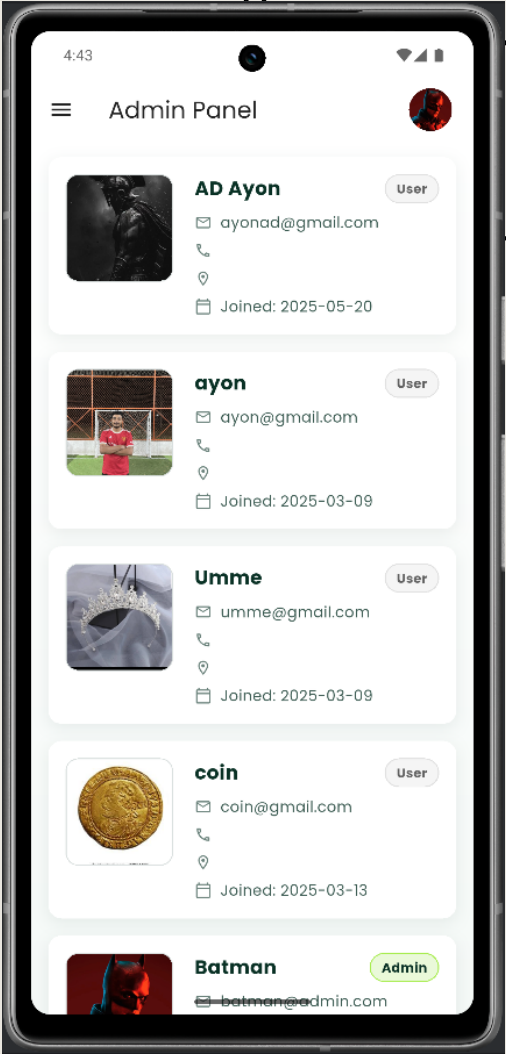 4:43
Admin Panel
AD Ayon
User
ayonad@gmail.com
Joined: 2025-05-20
ayon
User
ayon@gmail.com
Joined: 2025-03-09
Umme
User
umme@gmail.com
Joined: 2025-03-09
coin
User
coin@gmail.com
Joined: 2025-03-13
Batman
Admin
batman@admin.com